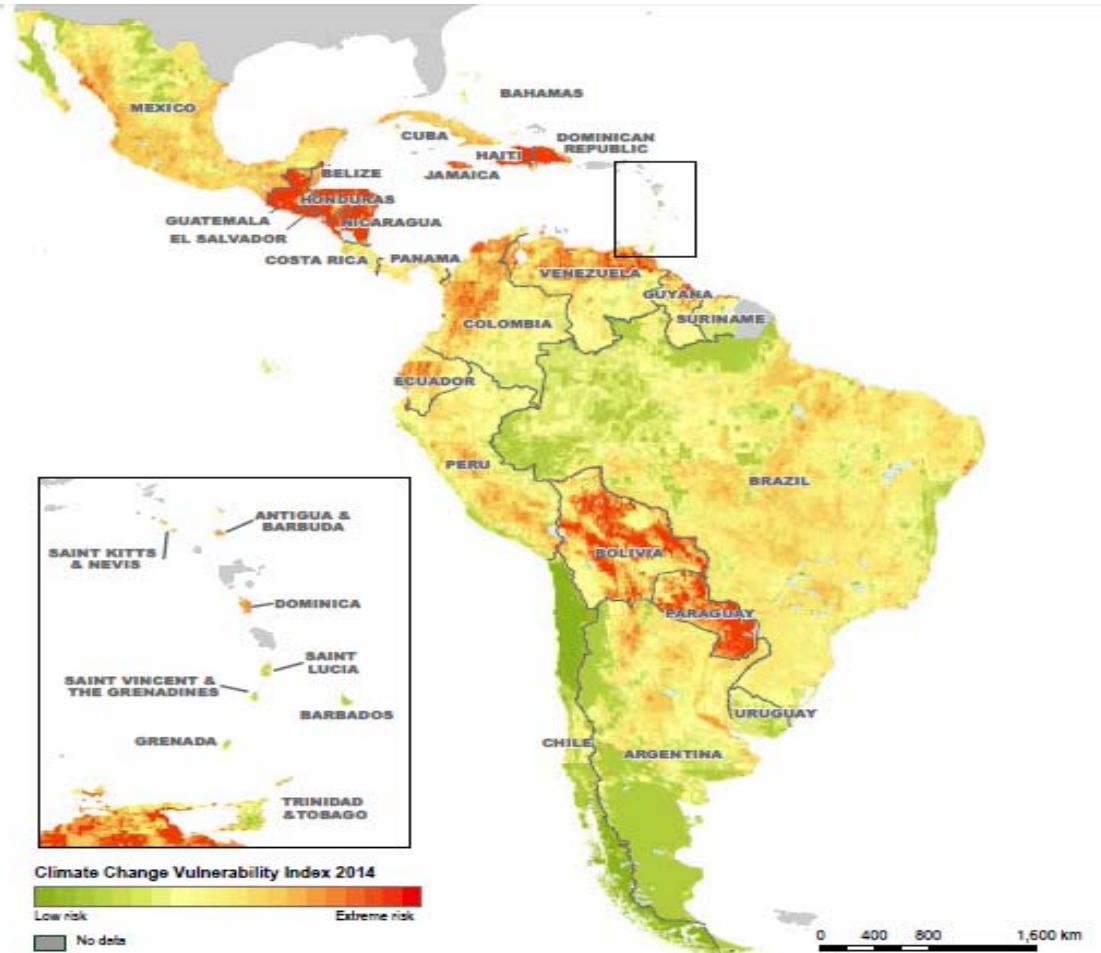 BAHAMAS
MEXICO
CUBA
DOMINICAN
REPUBLIC
HAITI
JAMAICA
BELIZE
HONDURAS
GUATEMALA
NICARAGUA
EL SALVADOR
COSTA RICA
PANAMA
VENEZUELA
GUYANA
SURINAME
COLOMBIA
ECUADOR
PERU
BRAZIL
BOLIVIA
PARAGUAY
URUGUAY
CHILE
ARGENTINA
ANTIGUA &
BARBUDA
SAINT KITTS
& NEVIS
DOMINICA
SAINT
LUCIA
SAINT VINCENT &
THE GRENADINES
BARBADOS
GRENADA
TRINIDAD
&TOBAGO
Climate Change Vulnerability Index 2014
Low risk
Extreme risk
No data
0 400 800 1,600 km